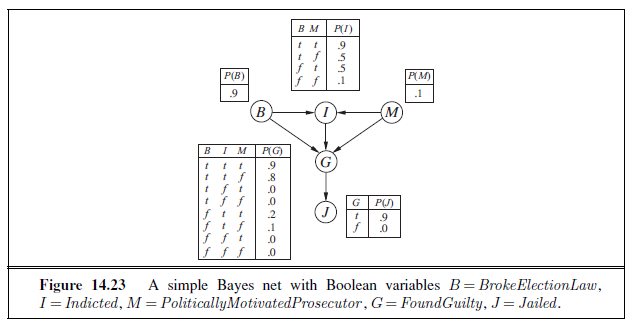 B M P(I)
t t .9
t f .5
f t .5
f f .1
P(B)
.9
P(M)
.1
B
I
M
B I M P(G)
t t t .9
t t f .8
t f t .0
t f f .0
f t t .2
f t f .1
f f t .0
f f f .0
G
G P(J)
t .9
f .0
J
Figure 14.23 A simple Bayes net with Boolean variables B = BrokeElectionLaw,
I = Indicted, M = PoliticallyMotivatedProsecutor, G = FoundGuilty, J = Jailed.